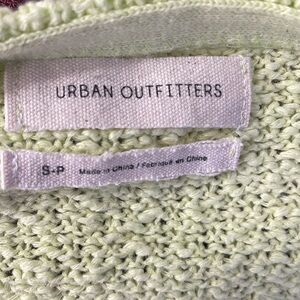 URBAN OUTFITTERS
S-P Made in China / Fabriqué en Chine